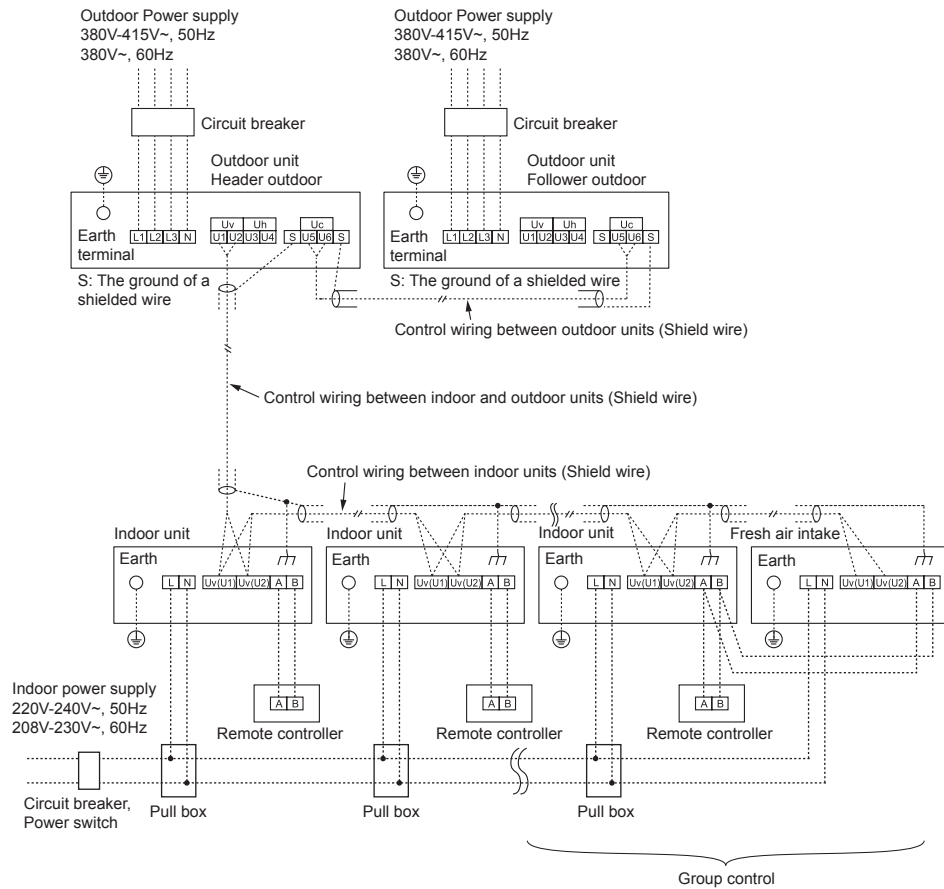 Outdoor Power supply
380V-415V~, 50Hz
380V~, 60Hz
Outdoor Power supply
380V-415V~, 50Hz
380V~, 60Hz
Circuit breaker
Circuit breaker
Outdoor unit
Header outdoor
Outdoor unit
Follower outdoor
Uv Uh Uc
Earth terminal
L1 L2 L3 N
U1 U2 U3 U4
S U5 U6 S
Uv Uh Uc
Earth terminal
L1 L2 L3 N
U1 U2 U3 U4
S U5 U6 S
S: The ground of a
shielded wire
S: The ground of a shielded wire
Control wiring between outdoor units (Shield wire)
Control wiring between indoor and outdoor units (Shield wire)
Control wiring between indoor units (Shield wire)
Indoor unit
Indoor unit
Indoor unit
Fresh air intake
Earth
Earth
Earth
Earth
L N Uv(U1) Uv(U2) A B
L N Uv(U1) Uv(U2) A B
L N Uv(U1) Uv(U2) A B
L N Uv(U1) Uv(U2) A B
Indoor power supply
220V-240V~, 50Hz
208V-230V~, 60Hz
A B
A B
A B
Remote controller
Remote controller
Remote controller
Circuit breaker,
Power switch
Pull box
Pull box
Pull box
Group control